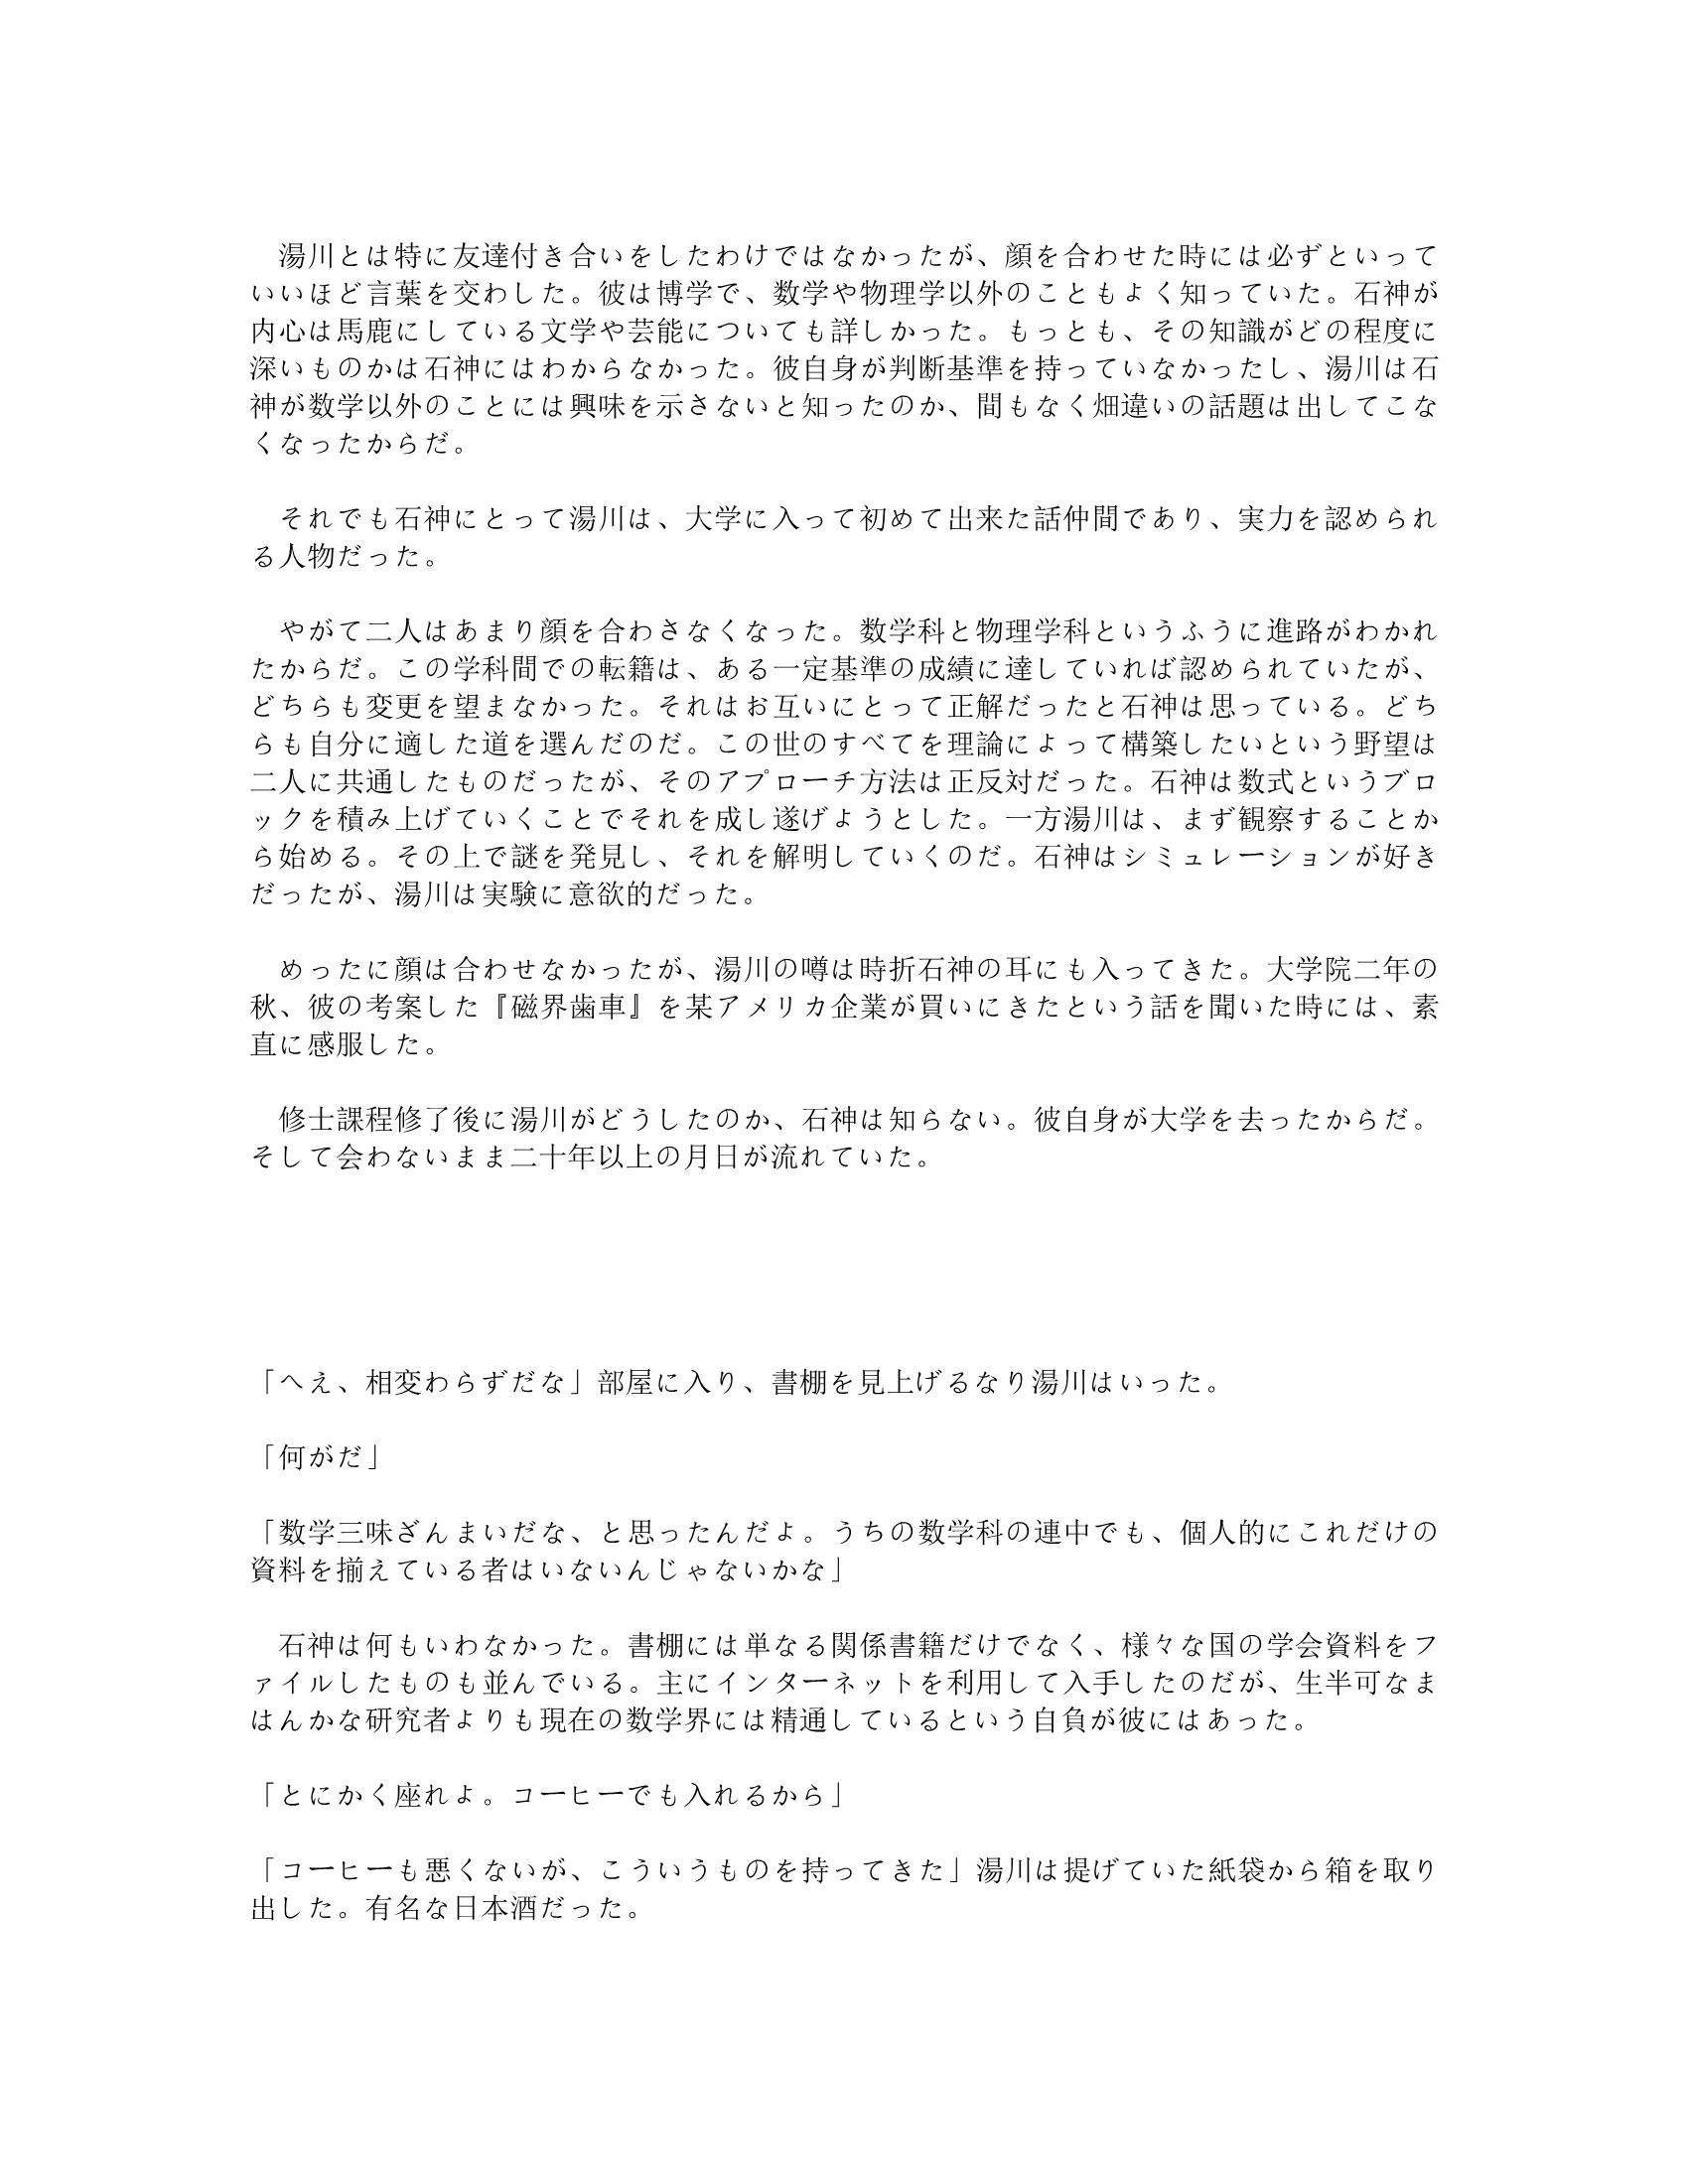 湯川とは特に友達付き合いをしたわけではなかったが、顔を合わせた時には必ずといって
いいほど言葉を交わした。彼は博学で、数学や物理学以外のこともよく知っていた。石神が
内心は馬鹿にしている文学や芸能についても詳しかった。もっとも、その知識がどの程度に
深いものかは石神にはわからなかった。彼自身が判断基準を持っていなかったし、湯川は石
神が数学以外のことには興味を示さないと知ったのか、間もなく畑違いの話題は出してこな
くなったからだ。
　それでも石神にとって湯川は、大学に入って初めて出来た話仲間であり、実力を認められ
る人物だった。
　やがて二人はあまり顔を合わさなくなった。数学科と物理学科というふうに進路がわかれ
たからだ。この学科間での転籍は、ある一定基準の成績に達していれば認められていたが、
どちらも変更を望まなかった。それはお互いにとって正解だったと石神は思っている。どち
らも自分に適した道を選んだのだ。この世のすべてを理論によって構築したいという野望は
二人に共通したものだったが、そのアプローチ方法は正反対だった。石神は数式というブロ
ックを積み上げていくことでそれを成し遂げようとした。一方湯川は、まず観察することか
ら始める。その上で謎を発見し、それを解明していくのだ。石神はシミュレーションが好き
だったが、湯川は実験に意欲的だった。
　めったに顔は合わせなかったが、湯川の噂は時折石神の耳にも入ってきた。大学院二年の
秋、彼の考案した『磁界歯車』を某アメリカ企業が買いにきたという話を聞いた時には、素
直に感服した。
　修士課程修了後に湯川がどうしたのか、石神は知らない。彼自身が大学を去ったからだ。
そして会わないまま二十年以上の月日が流れていた。
「へえ、相変わらずだな」部屋に入り、書棚を見上げるなり湯川はいった。
「何がだ」
「数学三昧ざんまいだな、と思ったんだよ。うちの数学科の連中でも、個人的にこれだけの
資料を揃えている者はいないんじゃないかな」
　石神は何もいわなかった。書棚には単なる関係書籍だけでなく、様々な国の学会資料をフ
ァイルしたものも並んでいる。主にインターネットを利用して入手したのだが、生半可なま
はんかな研究者よりも現在の数学界には精通しているという自負が彼にはあった。
「とにかく座れよ。コーヒーでも入れるから」
「コーヒーも悪くないが、こういうものを持ってきた」湯川は提げていた紙袋から箱を取り
出した。有名な日本酒だった。